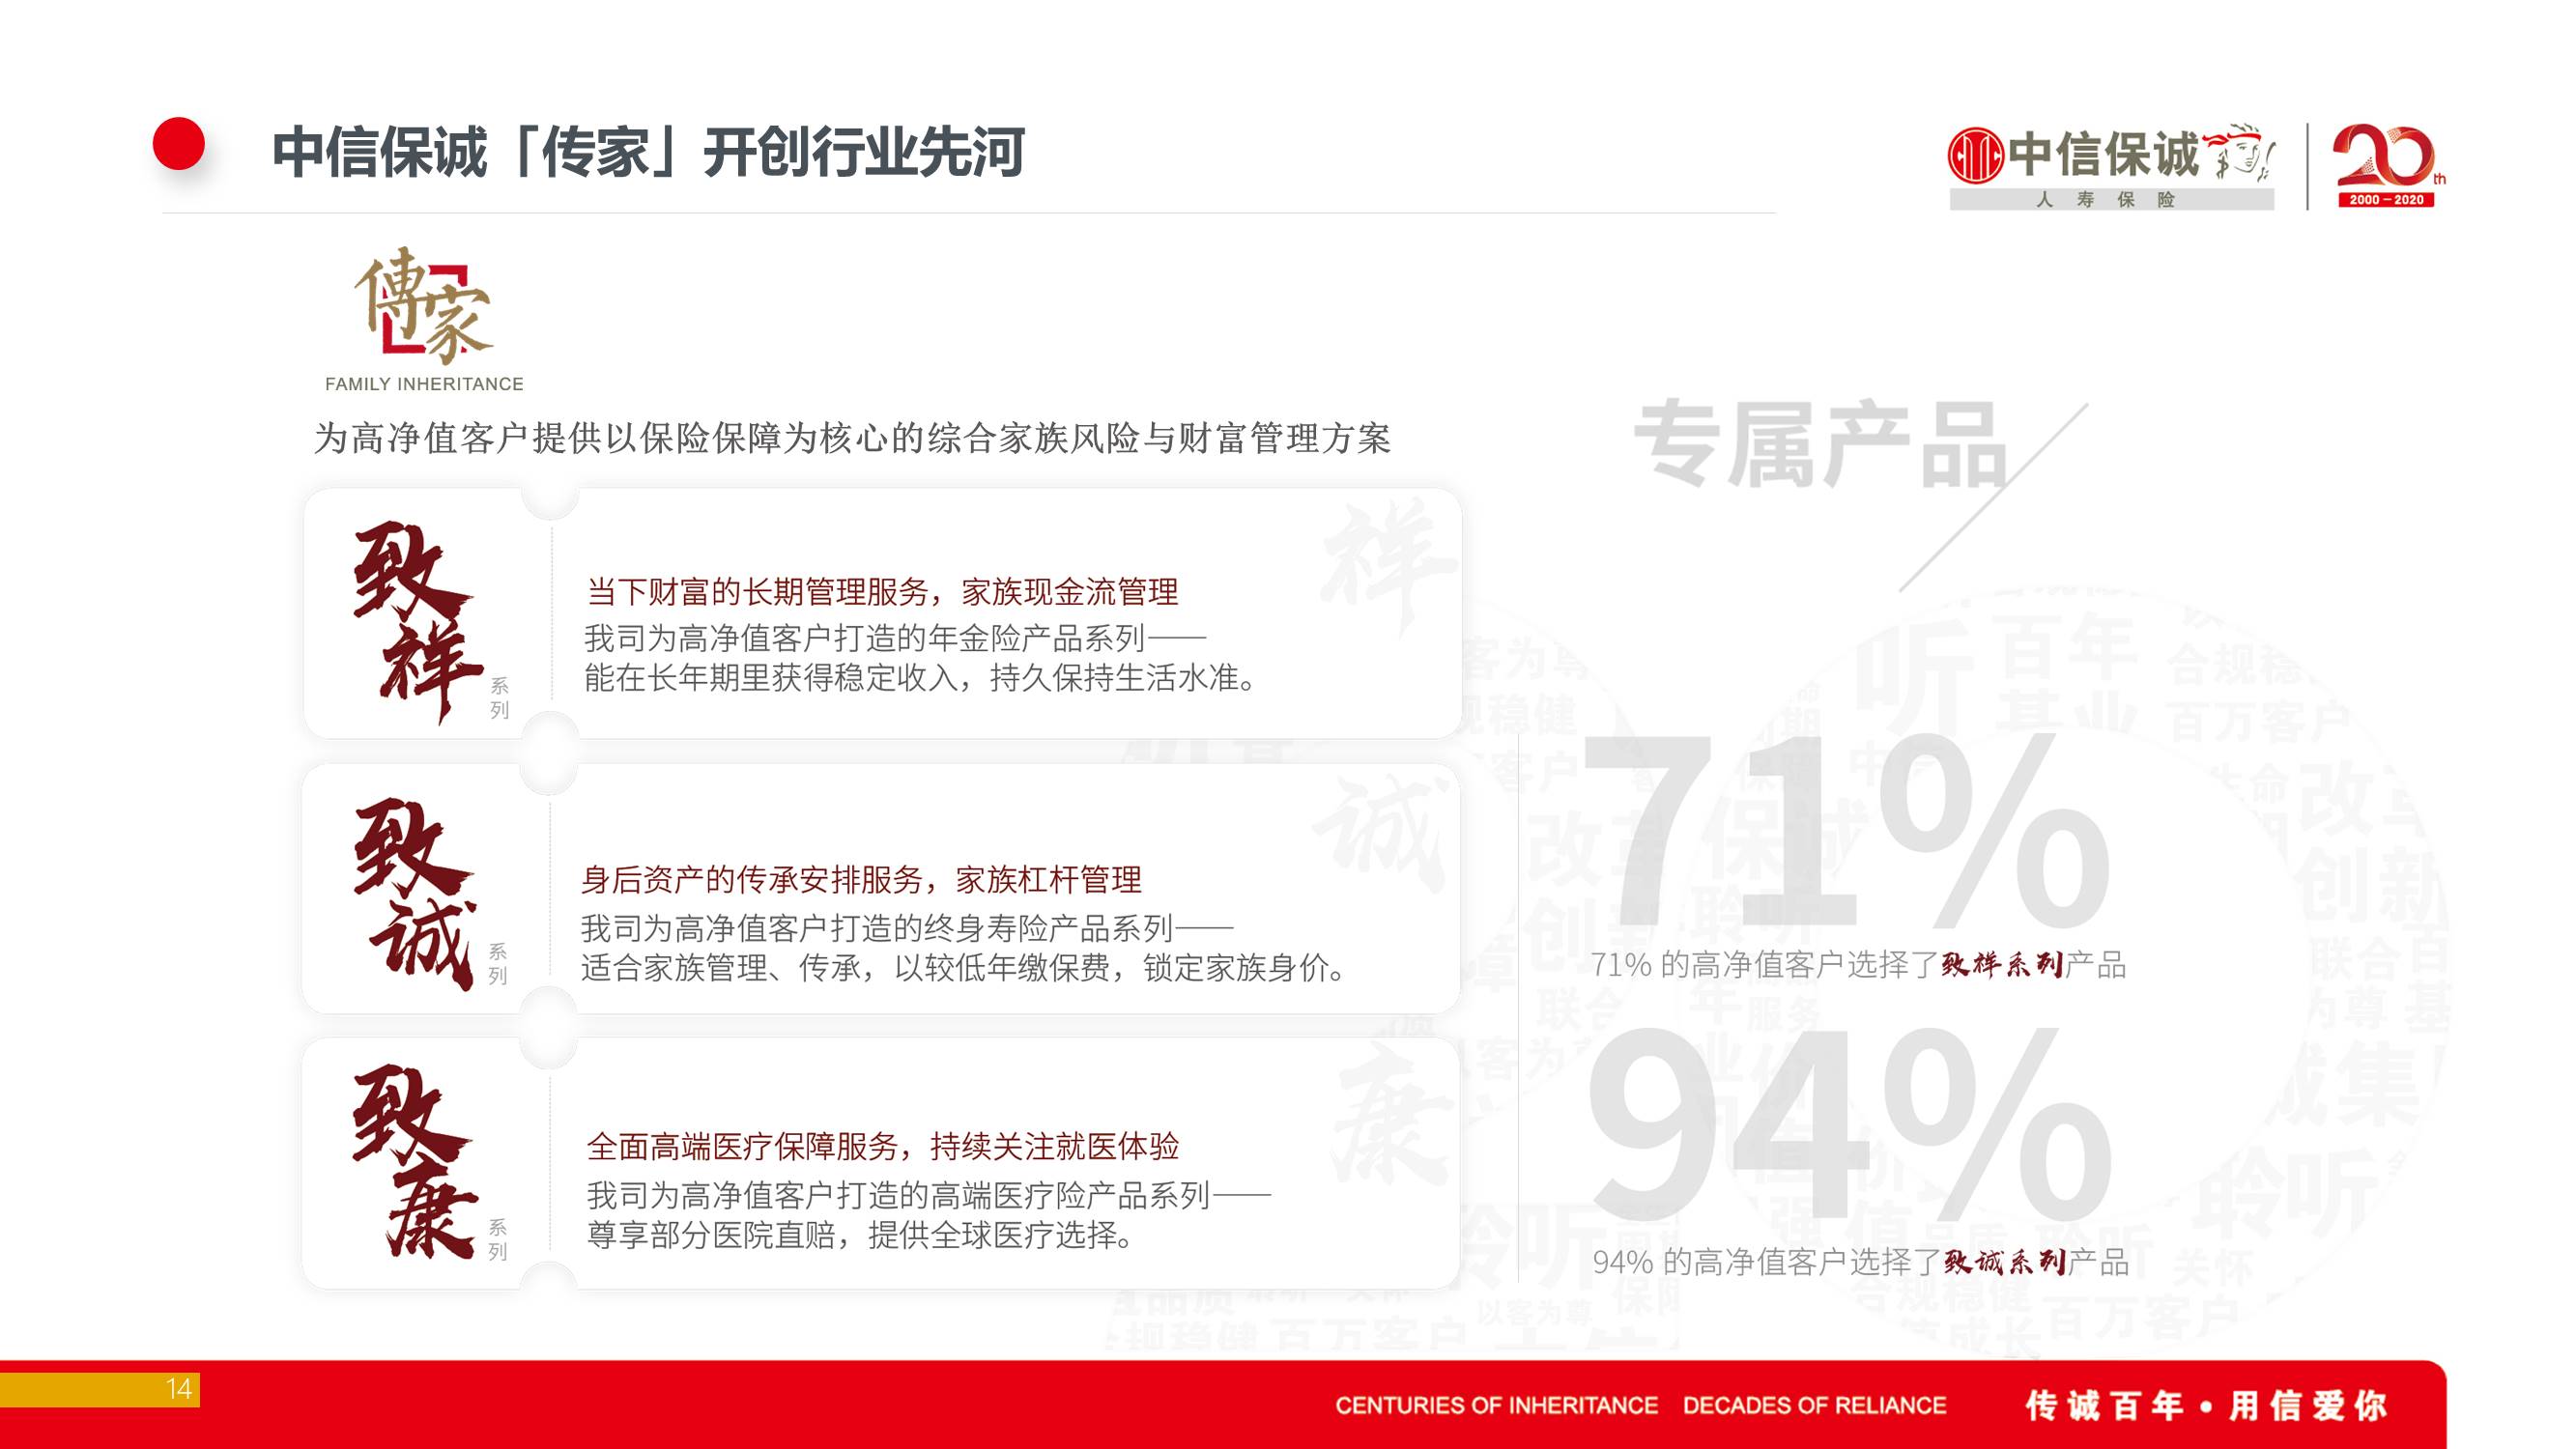 中信保诚「传家」开创行业先河
中信保诚
人寿保险
20th
2000－2020
傳家
FAMILY INHERITANCE
为高净值客户提供以保险保障为核心的综合家族风险与财富管理方案
专属产品
致祥
系列
祥
当下财富的长期管理服务，家族现金流管理
我司为高净值客户打造的年金险产品系列——
能在长年期里获得稳定收入，持久保持生活水准。
致诚
系列
诚
身后资产的传承安排服务，家族杠杆管理
我司为高净值客户打造的终身寿险产品系列——
适合家族管理、传承，以较低年缴保费，锁定家族身价。
致康
系列
康
全面高端医疗保障服务，持续关注就医体验
我司为高净值客户打造的高端医疗险产品系列——
尊享部分医院直赔，提供全球医疗选择。
71%
71% 的高净值客户选择了致祥系列产品
94%
94% 的高净值客户选择了致诚系列产品
14
CENTURIES OF INHERITANCE DECADES OF RELIANCE
传诚百年•用信爱你